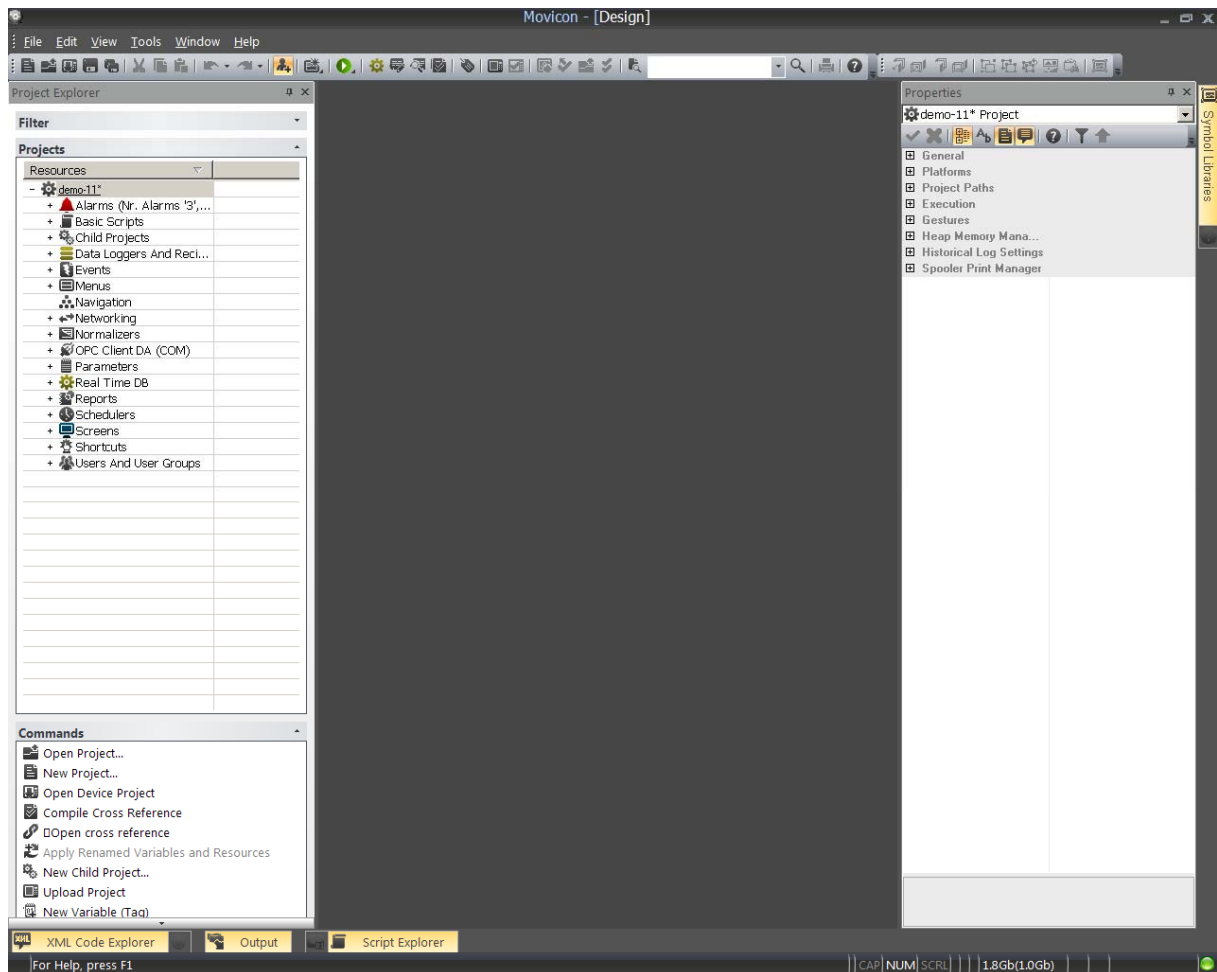 Movicon - [Design]
File Edit View Tools Window Help
Project Explorer
Filter
Projects
Resources
demo-11*
Alarms (Nr. Alarms '3',...
Basic Scripts
Child Projects
Data Loggers And Reci...
Events
Menus
Navigation
Networking
Normalizers
OPC Client DA (COM)
Parameters
Real Time DB
Reports
Schedulers
Screens
Shortcuts
Users And User Groups
Commands
Open Project...
New Project...
Open Device Project
Compile Cross Reference
Open cross reference
Apply Renamed Variables and Resources
New Child Project...
Upload Project
New Variable (Tag)
Properties
demo-11* Project
General
Platforms
Project Paths
Execution
Gestures
Heap Memory Mana...
Historical Log Settings
Spooler Print Manager
Symbol Libraries
XML Code Explorer Output Script Explorer
For Help, press F1 CAP NUM SCRL 1.8Gb(1.0Gb)